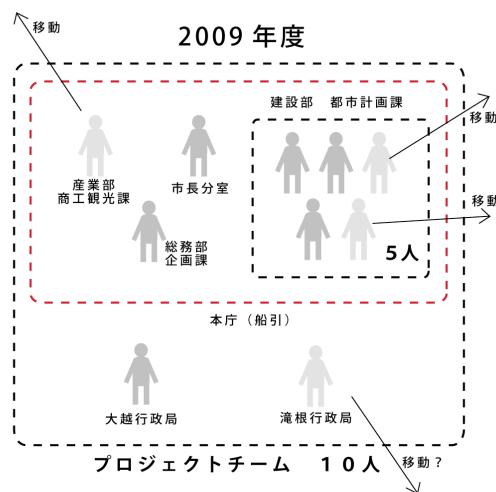 移動
2009 年度
建設部　都市計画課
移動
産業部
商工観光課
市長分室
移動
総務部
企画課
5人
本庁（船引）
大越行政局
滝根行政局
プロジェクトチーム　１０人
移動？